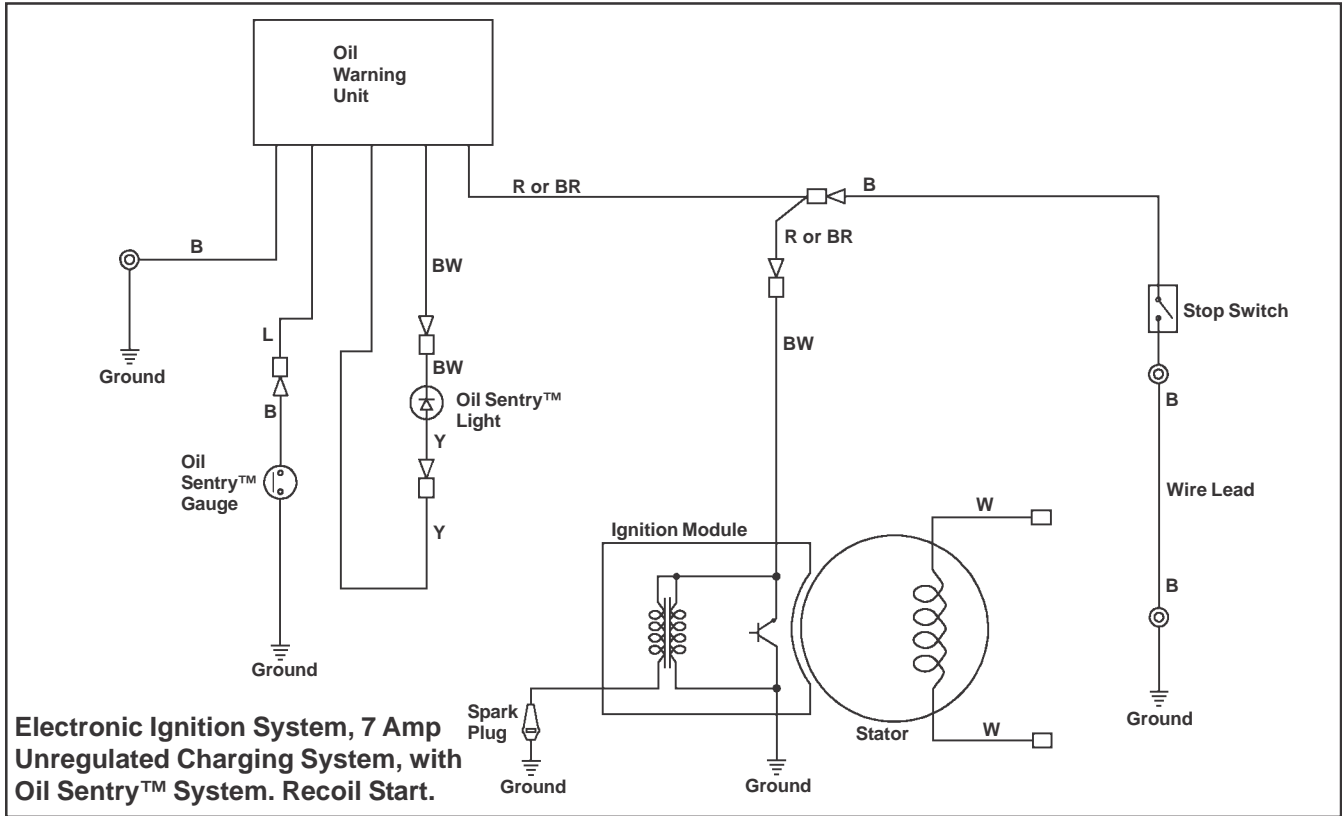 Oil
Warning
Unit
R or BR
B
B
R or BR
BW
L
Ground
BW
BW
Stop Switch
B
Oil Sentry™
Light
B
Y
Oil
Sentry™
Gauge
Wire Lead
Y
W
Ignition Module
B
Ground
Ground
Spark
Plug
Stator
W
Ground
Ground
Electronic Ignition System, 7 Amp
Unregulated Charging System, with
Oil Sentry™ System. Recoil Start.